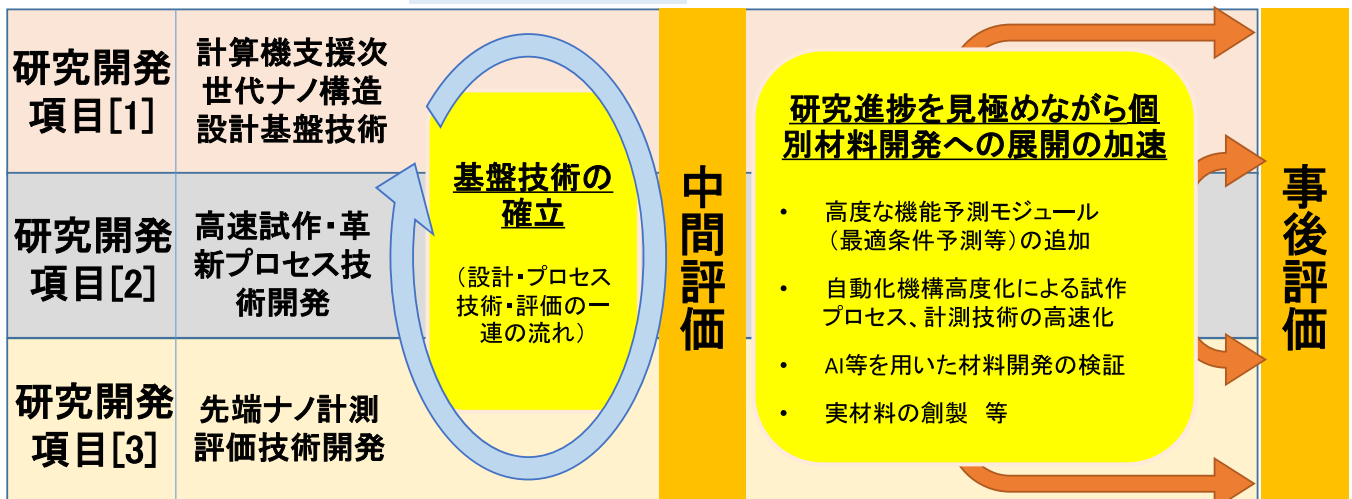 研究開発
項目[1]
計算機支援次
世代ナノ構造
設計基盤技術
研究開発
項目[2]
高速試作・革
新プロセス技
術開発
研究開発
項目[3]
先端ナノ計測
評価技術開発
基盤技術の
確立
（設計・プロセス
技術・評価の一
連の流れ）
中間評価
研究進捗を見極めながら個
別材料開発への展開の加速
• 高度な機能予測モジュール
（最適条件予測等）の追加
• 自動化機構高度化による試作
プロセス、計測技術の高速化
• AI等を用いた材料開発の検証
• 実材料の創製 等
事後評価